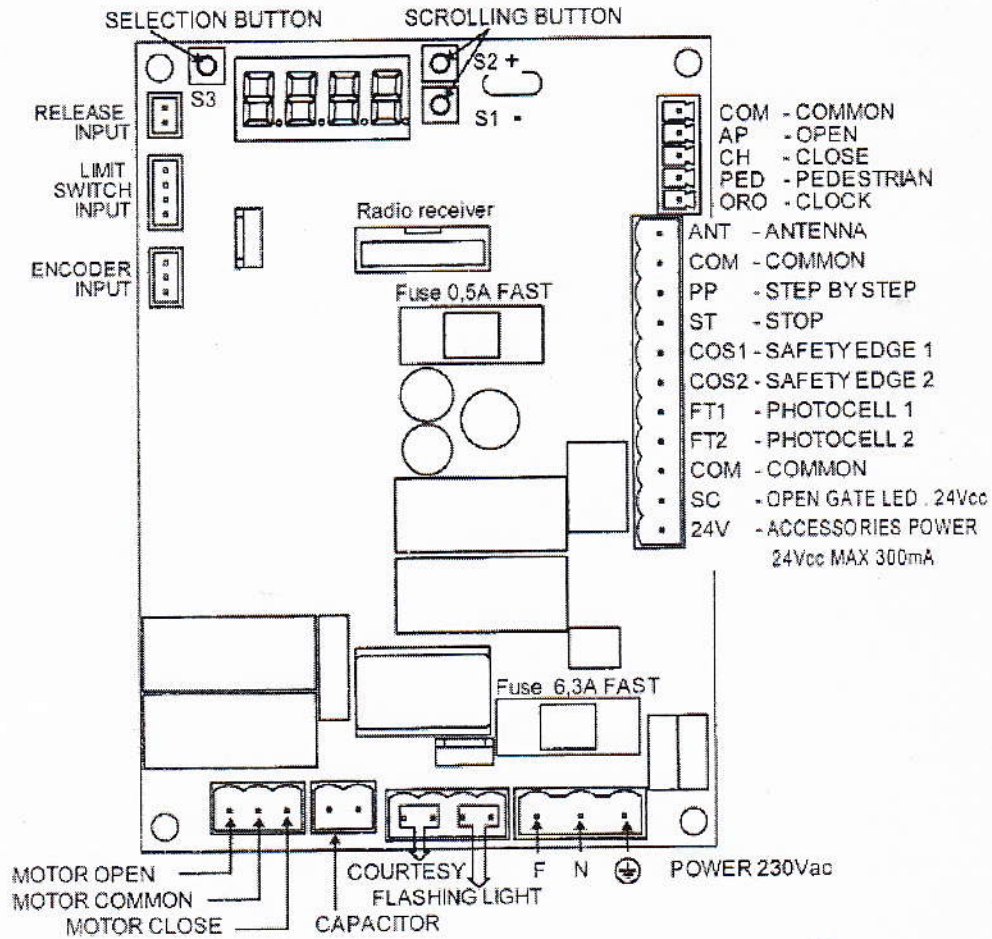 SELECTION BUTTON
SCROLLING BUTTON
S3
S2 +
S1 -
RELEASE
INPUT
LIMIT
SWITCH
INPUT
ENCODER
INPUT
Radio receiver
Fuse 0,5A FAST
COM - COMMON
AP - OPEN
CH - CLOSE
PED - PEDESTRIAN
ORO - CLOCK
ANT - ANTENNA
COM - COMMON
PP - STEP BY STEP
ST - STOP
COS1 - SAFETY EDGE 1
COS2 - SAFETY EDGE 2
FT1 - PHOTOCELL 1
FT2 - PHOTOCELL 2
COM - COMMON
SC - OPEN GATE LED . 24Vcc
24V - ACCESSORIES POWER
24Vcc MAX 300mA
Fuse 6,3A FAST
MOTOR OPEN
MOTOR COMMON
MOTOR CLOSE
CAPACITOR
COURTESY
FLASHING LIGHT
F N POWER 230Vac